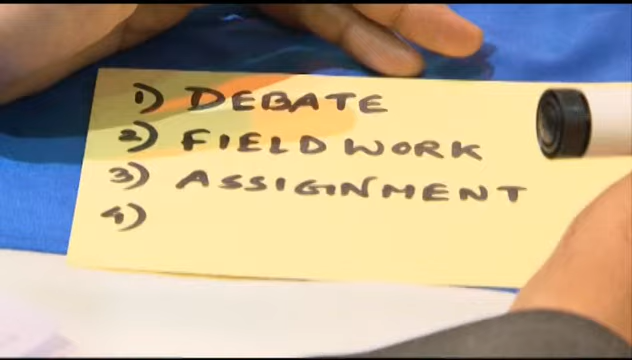 1) DEBATE
2) FIELD WORK
3) ASSIGNMENT
4)